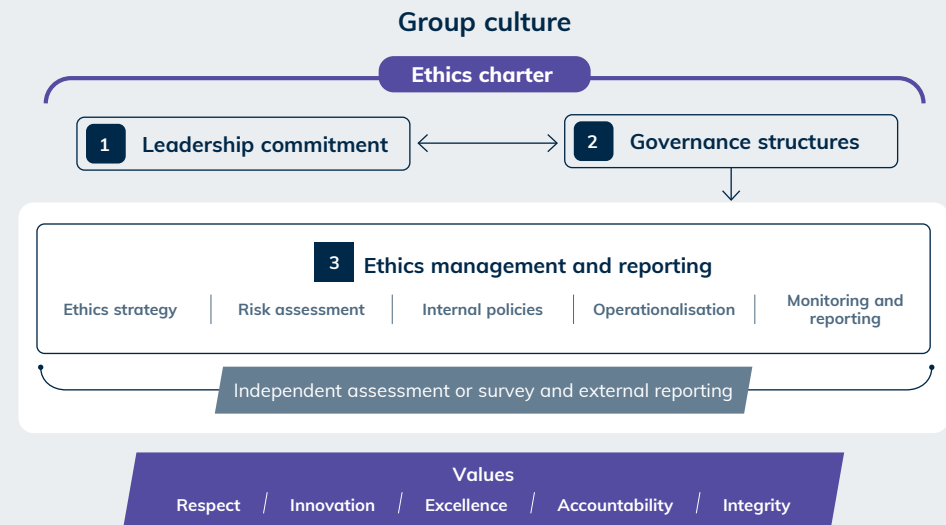 Group culture
Ethics charter
1 Leadership commitment
2 Governance structures
3 Ethics management and reporting
Ethics strategy
Risk assessment
Internal policies
Operationalisation
Monitoring and
reporting
Independent assessment or survey and external reporting
Values
Respect / Innovation / Excellence / Accountability / Integrity